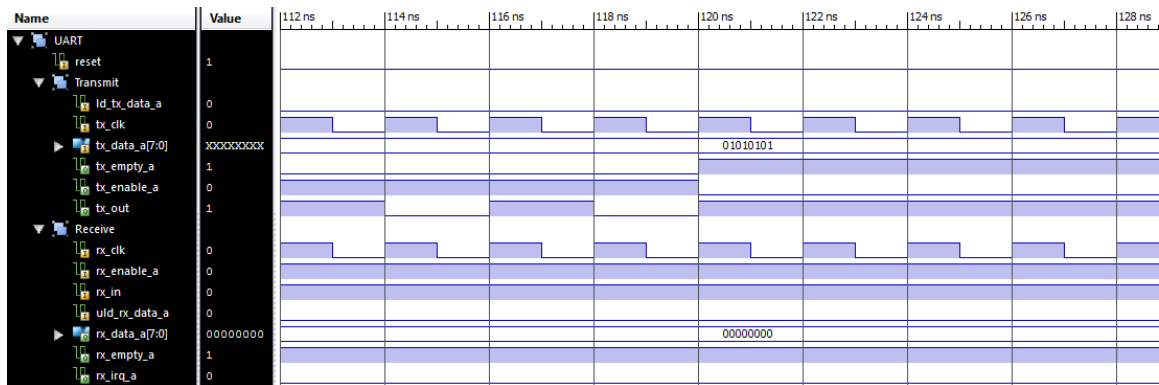 Name Value 112 ns 114 ns 116 ns 118 ns 120 ns 122 ns 124 ns 126 ns 128 ns
UART
reset 1
Transmit
ld_tx_data_a 0
tx_clk 0
tx_data_a[7:0] XXXXXXXX 01010101
tx_empty_a 1
tx_enable_a 0
tx_out 1
Receive
rx_clk 0
rx_enable_a 0
rx_in 0
uld_rx_data_a 0
rx_data_a[7:0] 00000000 00000000
rx_empty_a 1
rx_irq_a 0